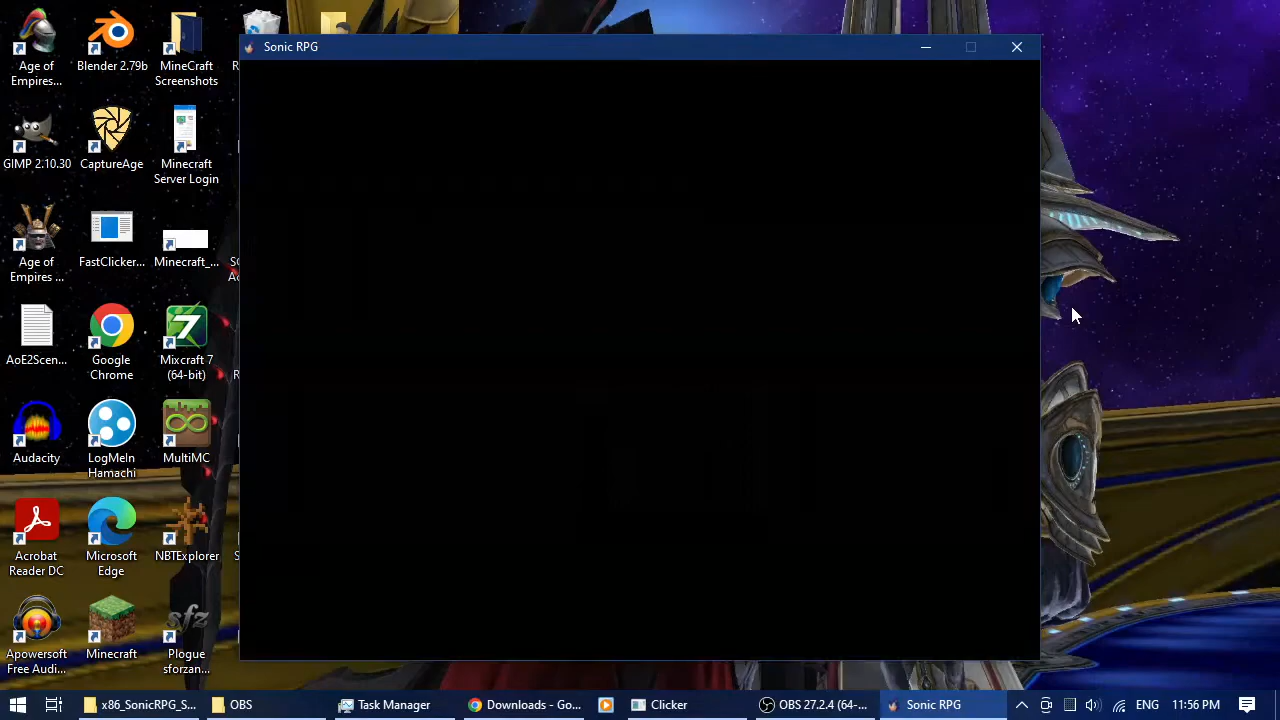 Sonic RPG
Age of
Empires...
Blender 2.79b
MineCraft
Screenshots
GIMP 2.10.30
CaptureAge
Minecraft
Server Login
Age of
Empires ...
FastClicker...
Minecraft_...
AoE2Scen...
Google
Chrome
Mixcraft 7
(64-bit)
Audacity
LogMeIn
Hamachi
MultiMC
Acrobat
Reader DC
Microsoft
Edge
NBTExplorer
Apowersoft
Free Audi...
Minecraft
sfz
Plogue
sforzan...
x86_SonicRPG_S...
OBS
Task Manager
Downloads - Go...
Clicker
OBS 27.2.4 (64-...
Sonic RPG
ENG
11:56 PM